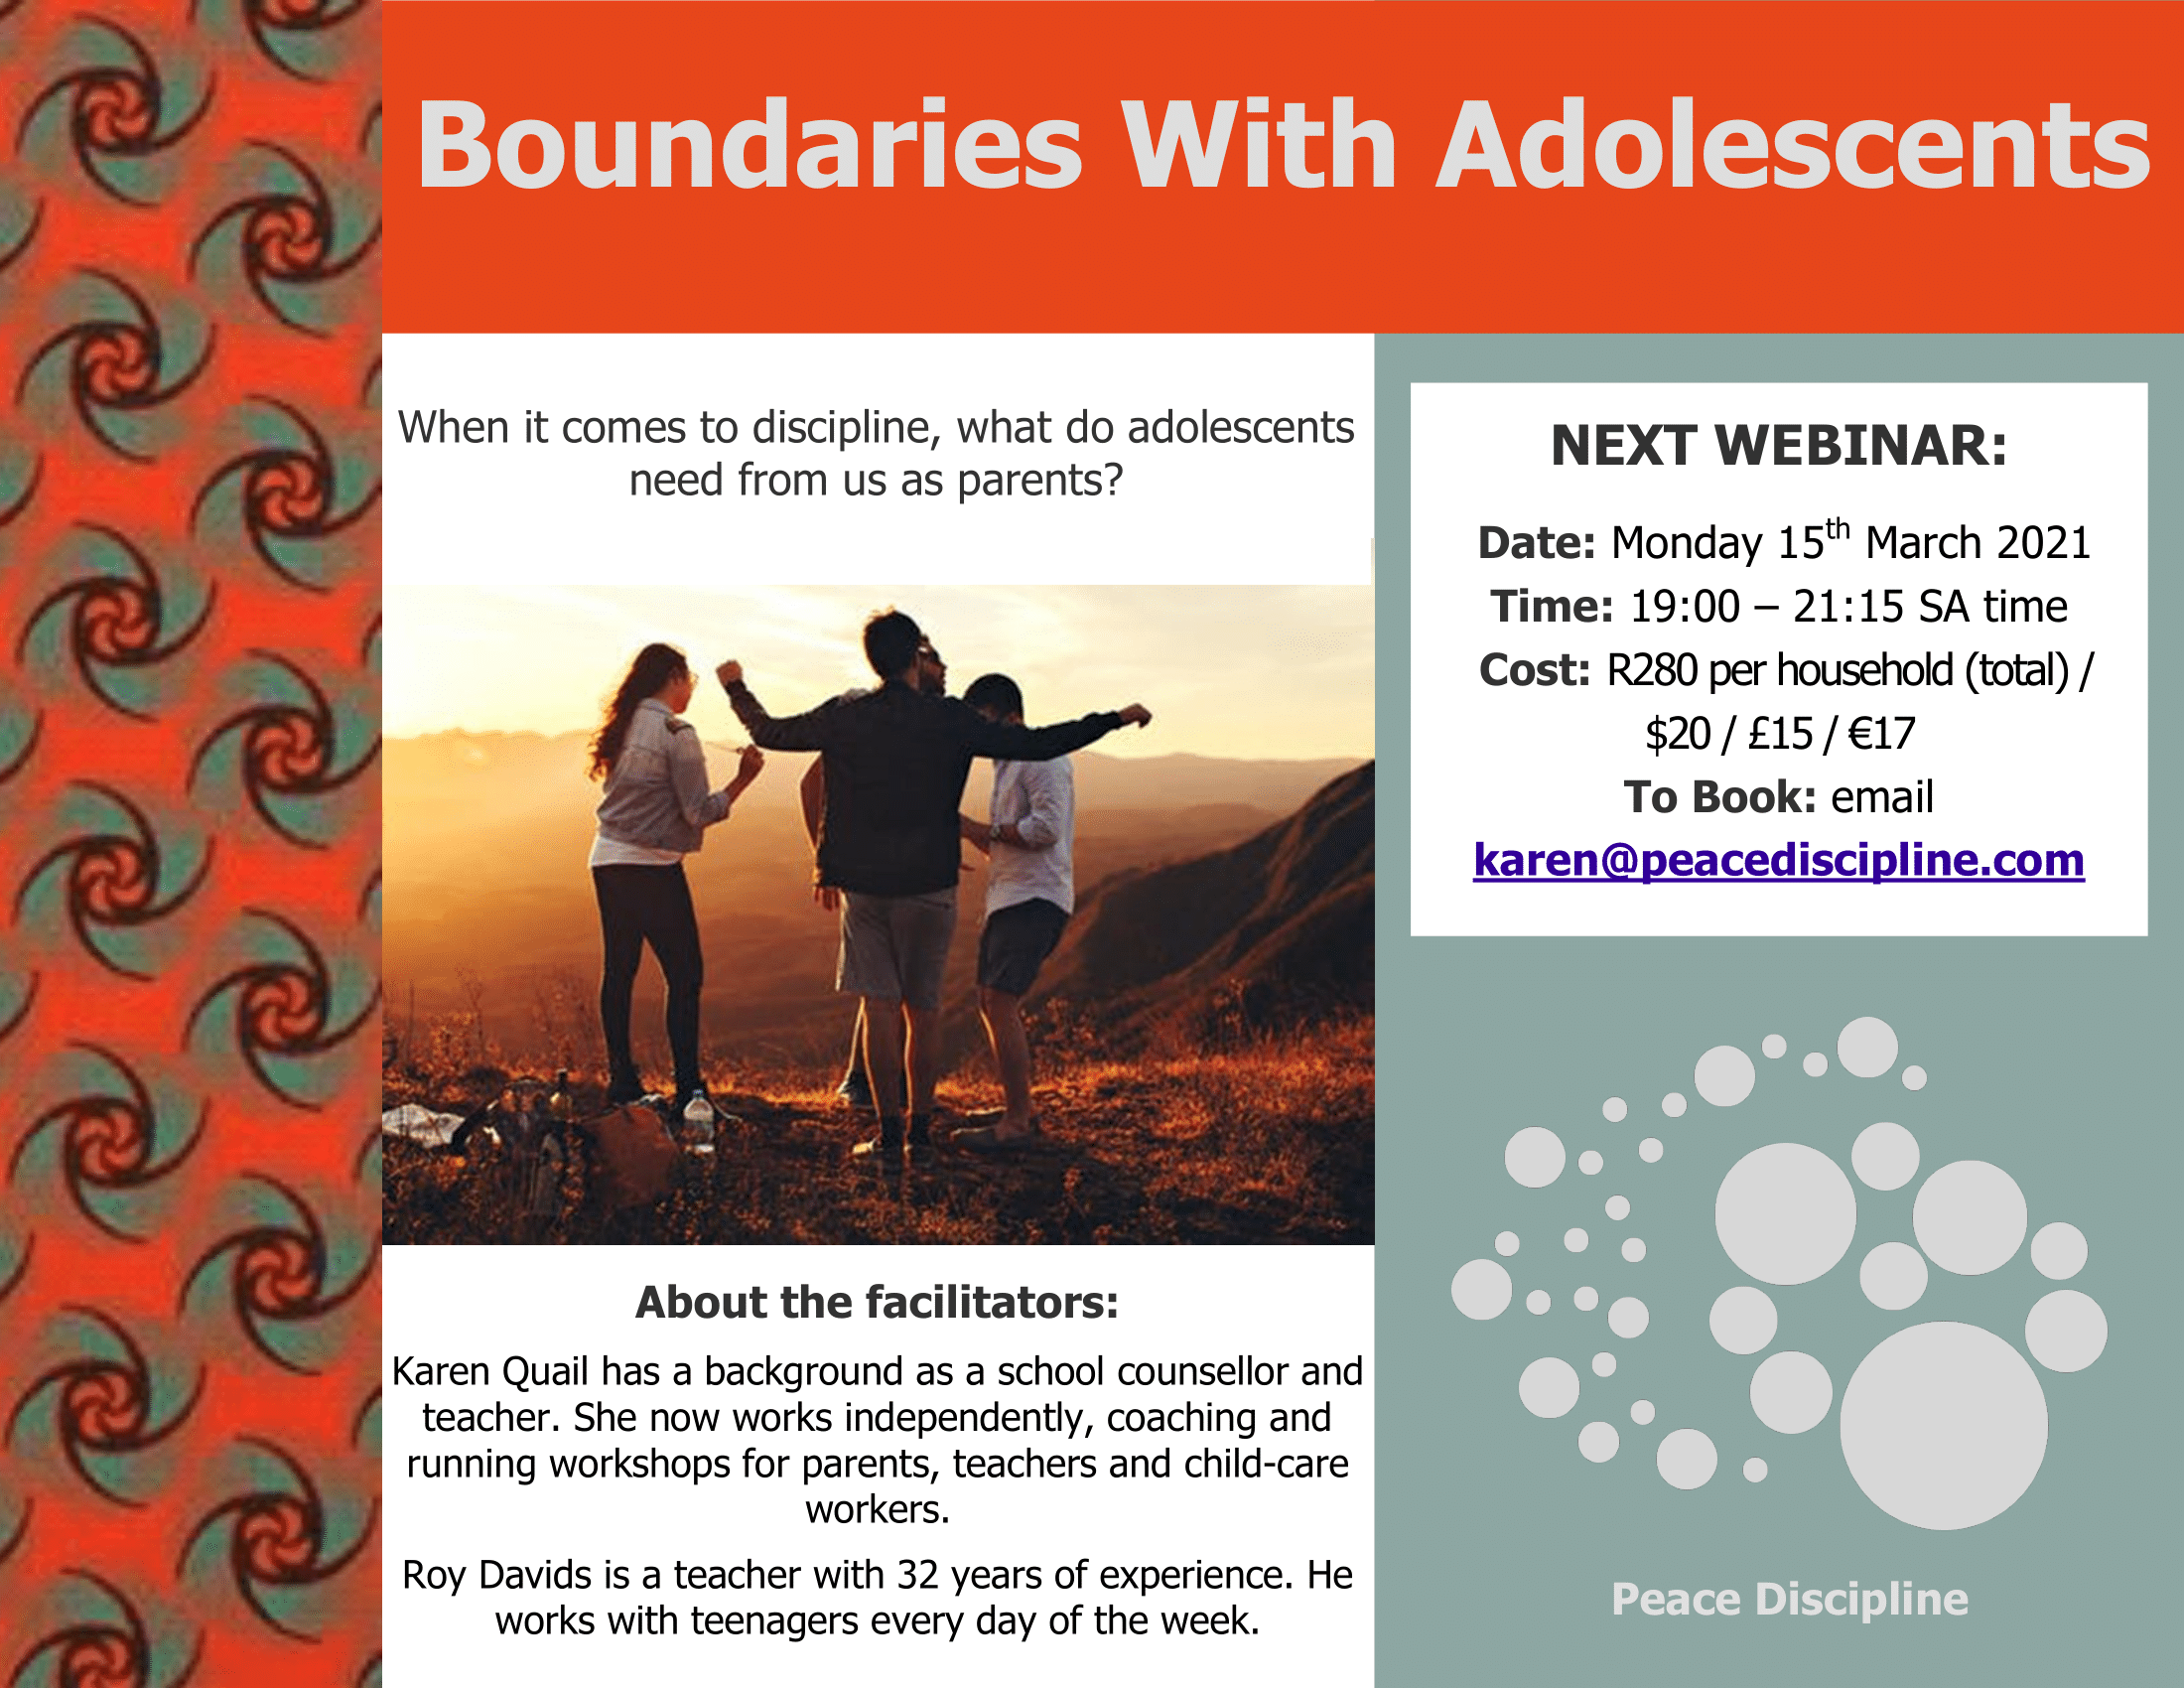 Boundaries With Adolescents
When it comes to discipline, what do adolescents
need from us as parents?
NEXT WEBINAR:
Date: Monday 15th March 2021
Time: 19:00 – 21:15 SA time
Cost: R280 per household (total) /
$20 / £15 / €17
To Book: email
karen@peacediscipline.com
About the facilitators:
Karen Quail has a background as a school counsellor and
teacher. She now works independently, coaching and
running workshops for parents, teachers and child-care
workers.
Roy Davids is a teacher with 32 years of experience. He
works with teenagers every day of the week.
Peace Discipline